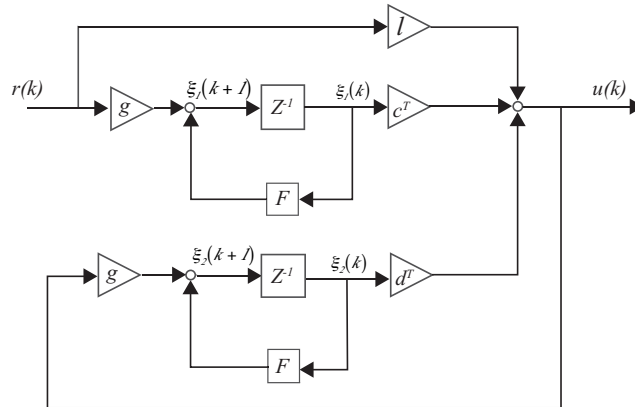 l
r(k)
g
ξ₁(k+1)
Z⁻¹
ξ₁(k)
cᵀ
u(k)
F
g
ξ₂(k+1)
Z⁻¹
ξ₂(k)
dᵀ
F